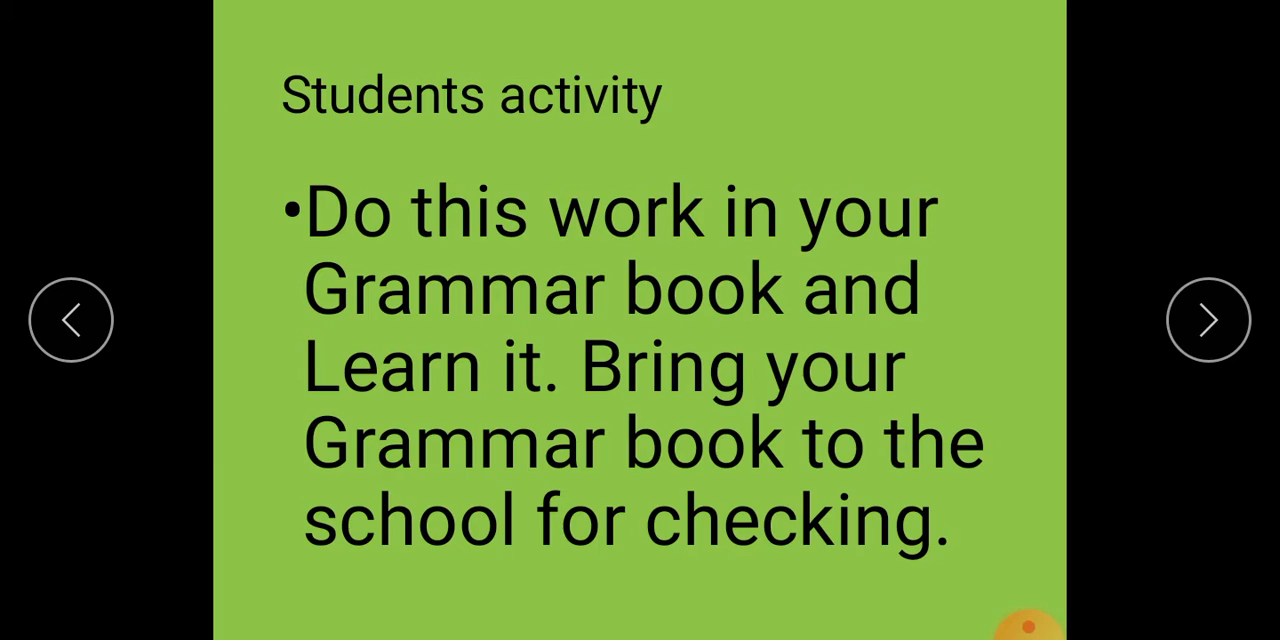 Students activity
•Do this work in your
Grammar book and
Learn it. Bring your
Grammar book to the
school for checking.